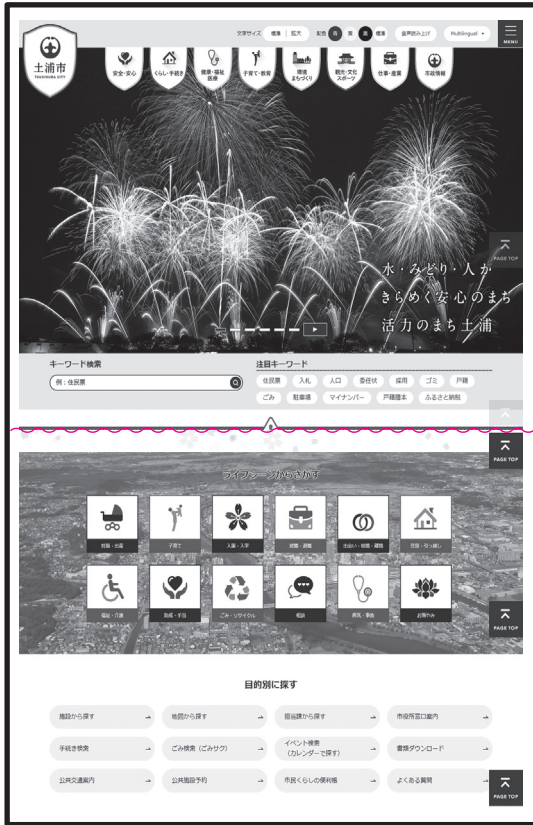 文字サイズ 標準 拡大 配色 青 黄 黒 標準 音声読み上げ Multilingual
MENU
土浦市
TSUCHIURA CITY
安全・安心
くらし・手続き
健康・福祉
医療
子育て・教育
環境
まちづくり
観光・文化
スポーツ
仕事・産業
市政情報
PAGE TOP
水・みどり・人が
きらめく安心のまち
活力のまち土浦
キーワード検索
例：住民票
注目キーワード
住民票 入札 人口 委任状 採用 ゴミ 戸籍
ごみ 駐車場 マイナンバー 戸籍謄本 ふるさと納税
PAGE TOP
ライフシーンからさがす
妊娠・出産 子育て 入園・入学 就職・退職 出会い・結婚・離婚 住宅・引っ越し
福祉・介護 助成・手当 ごみ・リサイクル 相談 病気・事故 お悔やみ
PAGE TOP
目的別に探す
施設から探す 地図から探す 担当課から探す 市役所窓口案内
手続き検索 ごみ検索（ごみサク） イベント検索
（カレンダーで探す） 書類ダウンロード
公共交通案内 公共施設予約 市民くらしの便利帳 よくある質問
PAGE TOP